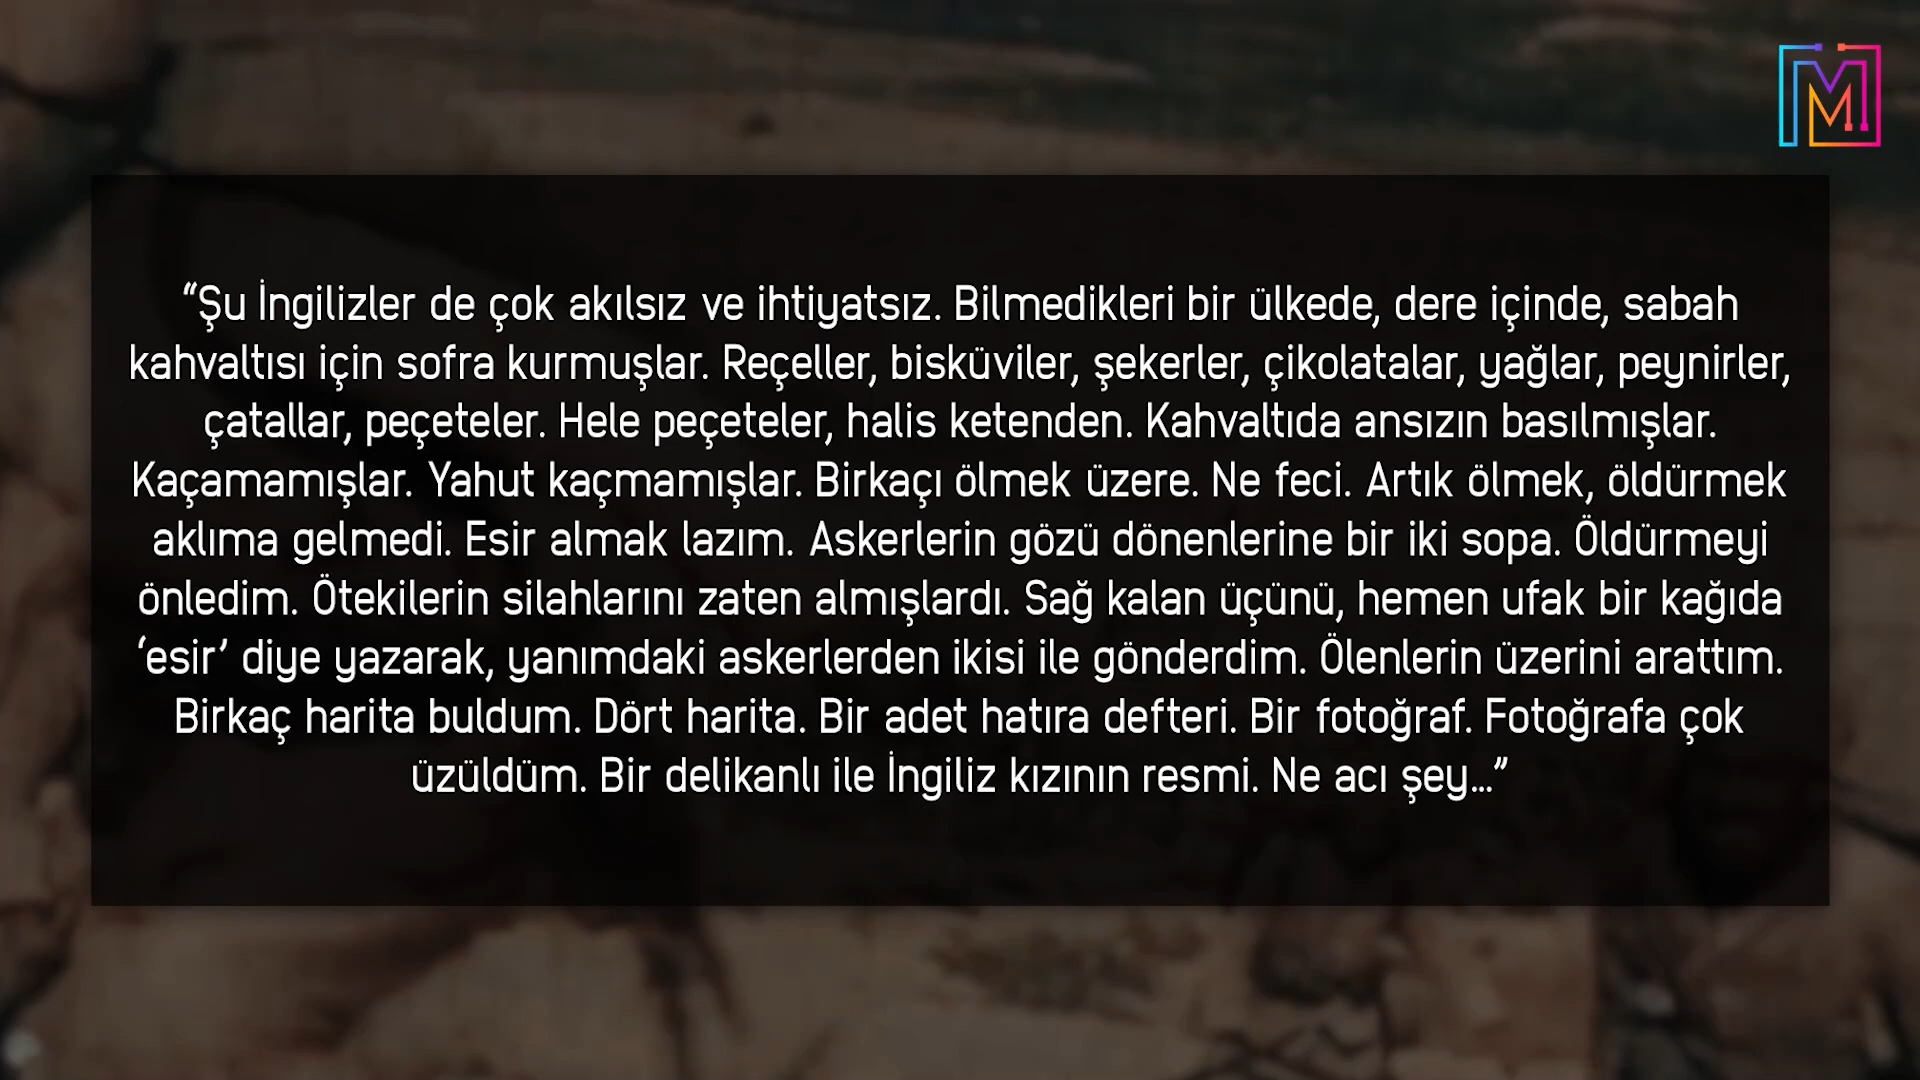 “Şu İngilizler de çok akılsız ve ihtiyatsız. Bilmedikleri bir ülkede, dere içinde, sabah
kahvaltısı için sofra kurmuşlar. Reçeller, bisküviler, şekerler, çikolatalar, yağlar, peynirler,
çatallar, peçeteler. Hele peçeteler, halis ketenden. Kahvaltıda ansızın basılmışlar.
Kaçamamışlar. Yahut kaçmamışlar. Birkaçı ölmek üzere. Ne feci. Artık ölmek, öldürmek
aklıma gelmedi. Esir almak lazım. Askerlerin gözü dönenlerine bir iki sopa. Öldürmeyi
önledim. Ötekilerin silahlarını zaten almışlardı. Sağ kalan üçünü, hemen ufak bir kağıda
‘esir’ diye yazarak, yanımdaki askerlerden ikisi ile gönderdim. Ölenlerin üzerini arattım.
Birkaç harita buldum. Dört harita. Bir adet hatıra defteri. Bir fotoğraf. Fotoğrafa çok
üzüldüm. Bir delikanlı ile İngiliz kızının resmi. Ne acı şey...”